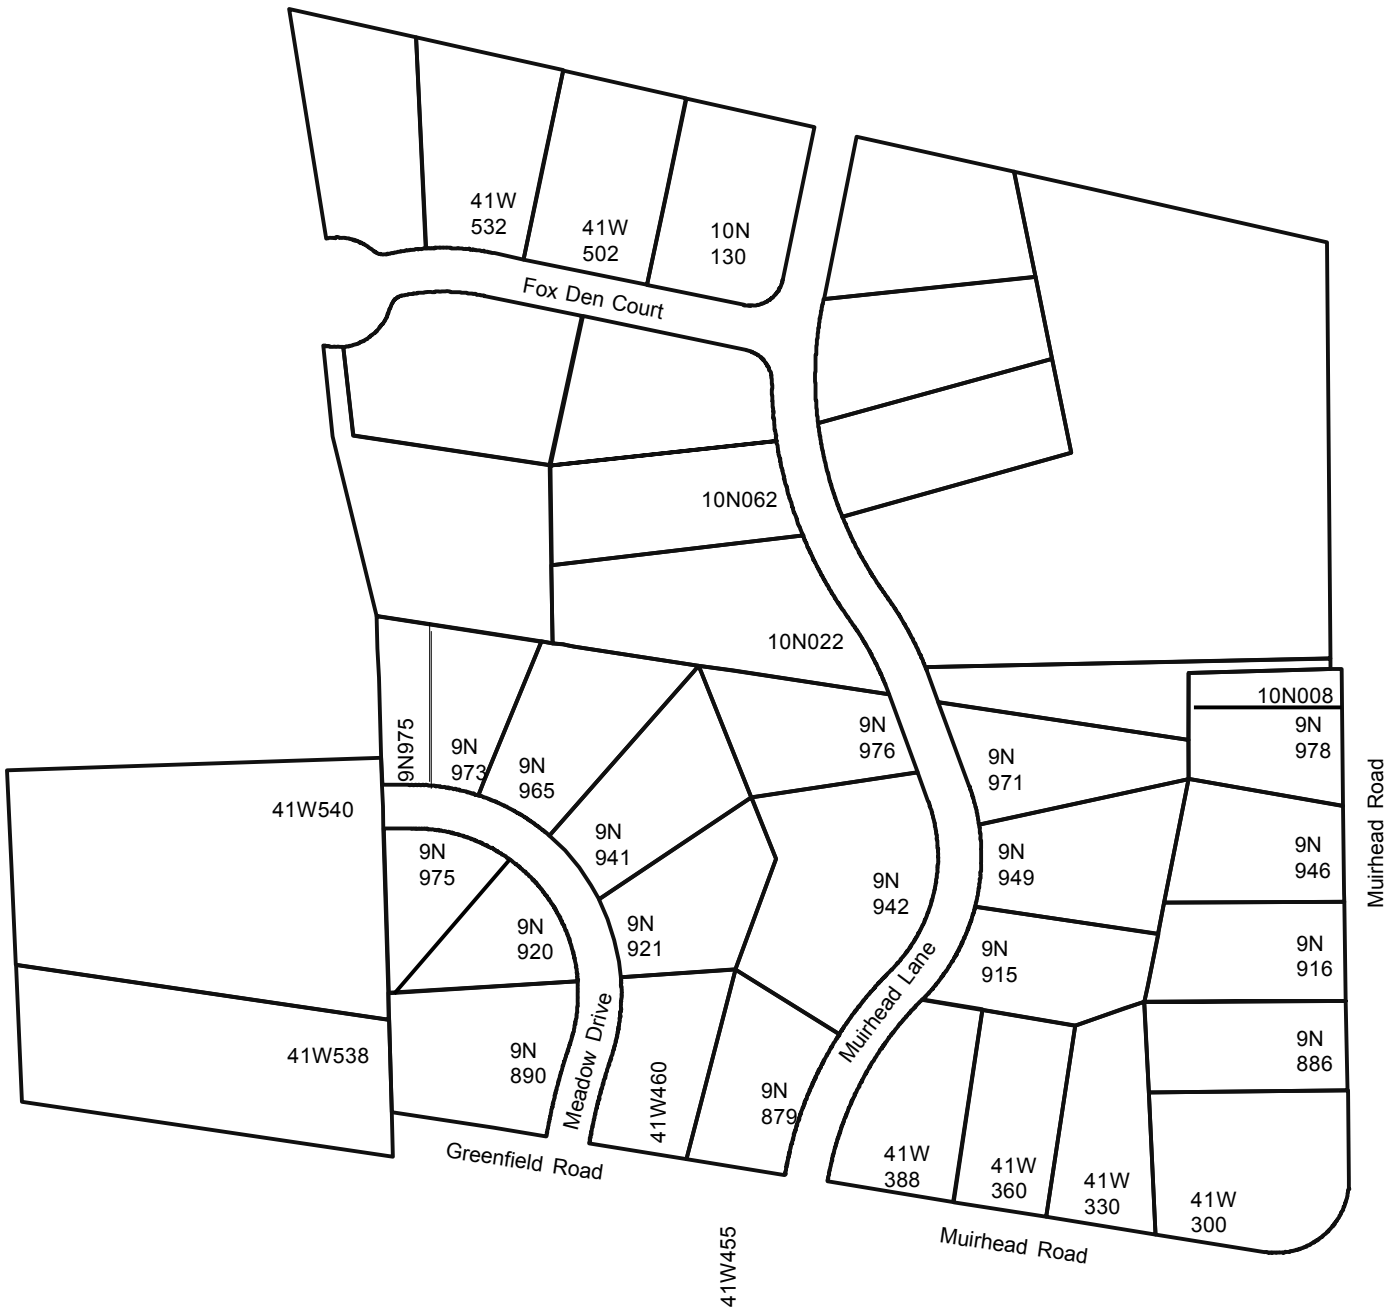 41W
532
41W
502
10N
130
Fox Den Court
10N062
10N022
10N008
9N
978
9N975
9N
973
9N
965
9N
976
9N
971
Muirhead Road
41W540
9N
941
9N
975
9N
949
9N
946
9N
942
9N
920
9N
921
9N
915
9N
916
Muirhead Lane
Meadow Drive
41W538
9N
890
9N
886
41W460
9N
879
Greenfield Road
41W
388
41W
360
41W
330
41W
300
41W455
Muirhead Road